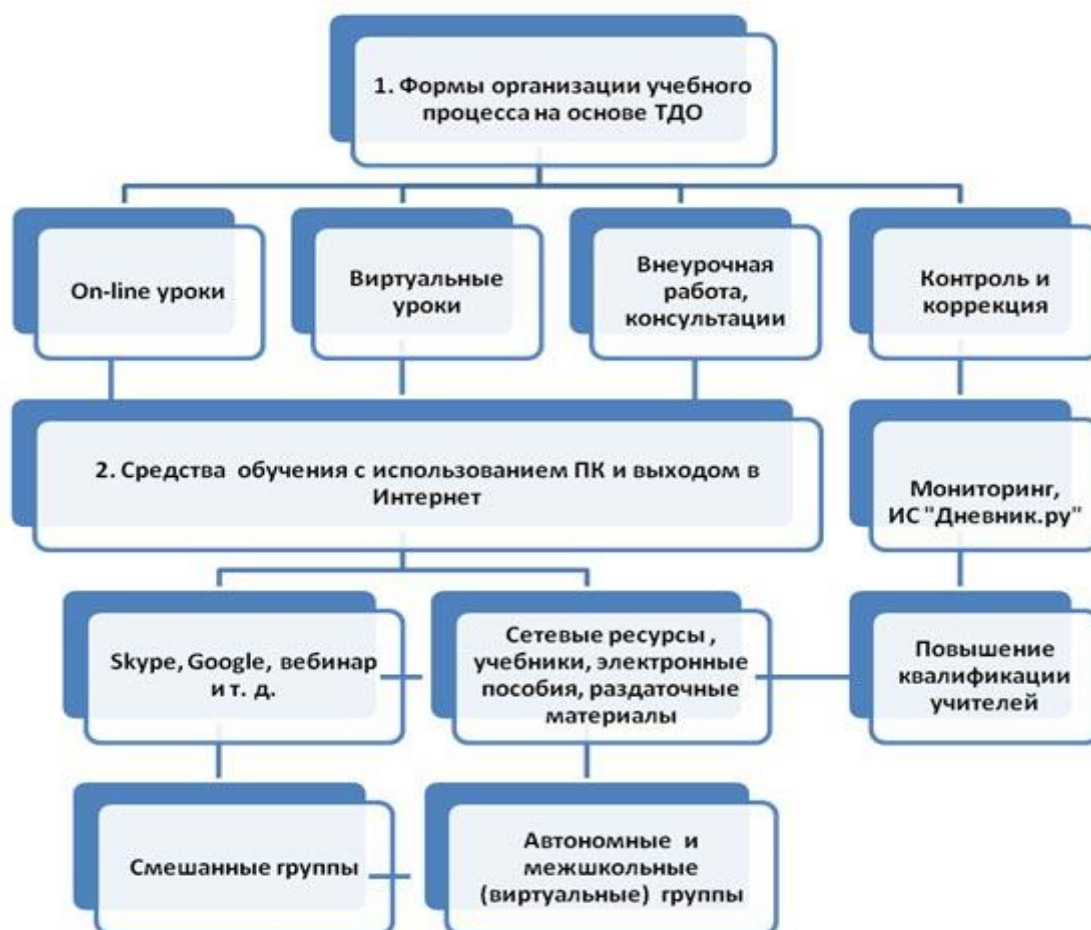 1. Формы организации учебного
процесса на основе ТДО
On-line уроки
Виртуальные
уроки
Внеурочная
работа,
консультации
Контроль и
коррекция
2. Средства обучения с использованием ПК и выходом в
Интернет
Мониторинг,
ИС "Дневник.ру"
Skype, Google, вебинар
и т. д.
Сетевые ресурсы ,
учебники, электронные
пособия, раздаточные
материалы
Повышение
квалификации
учителей
Смешанные группы
Автономные и
межшкольные
(виртуальные) группы